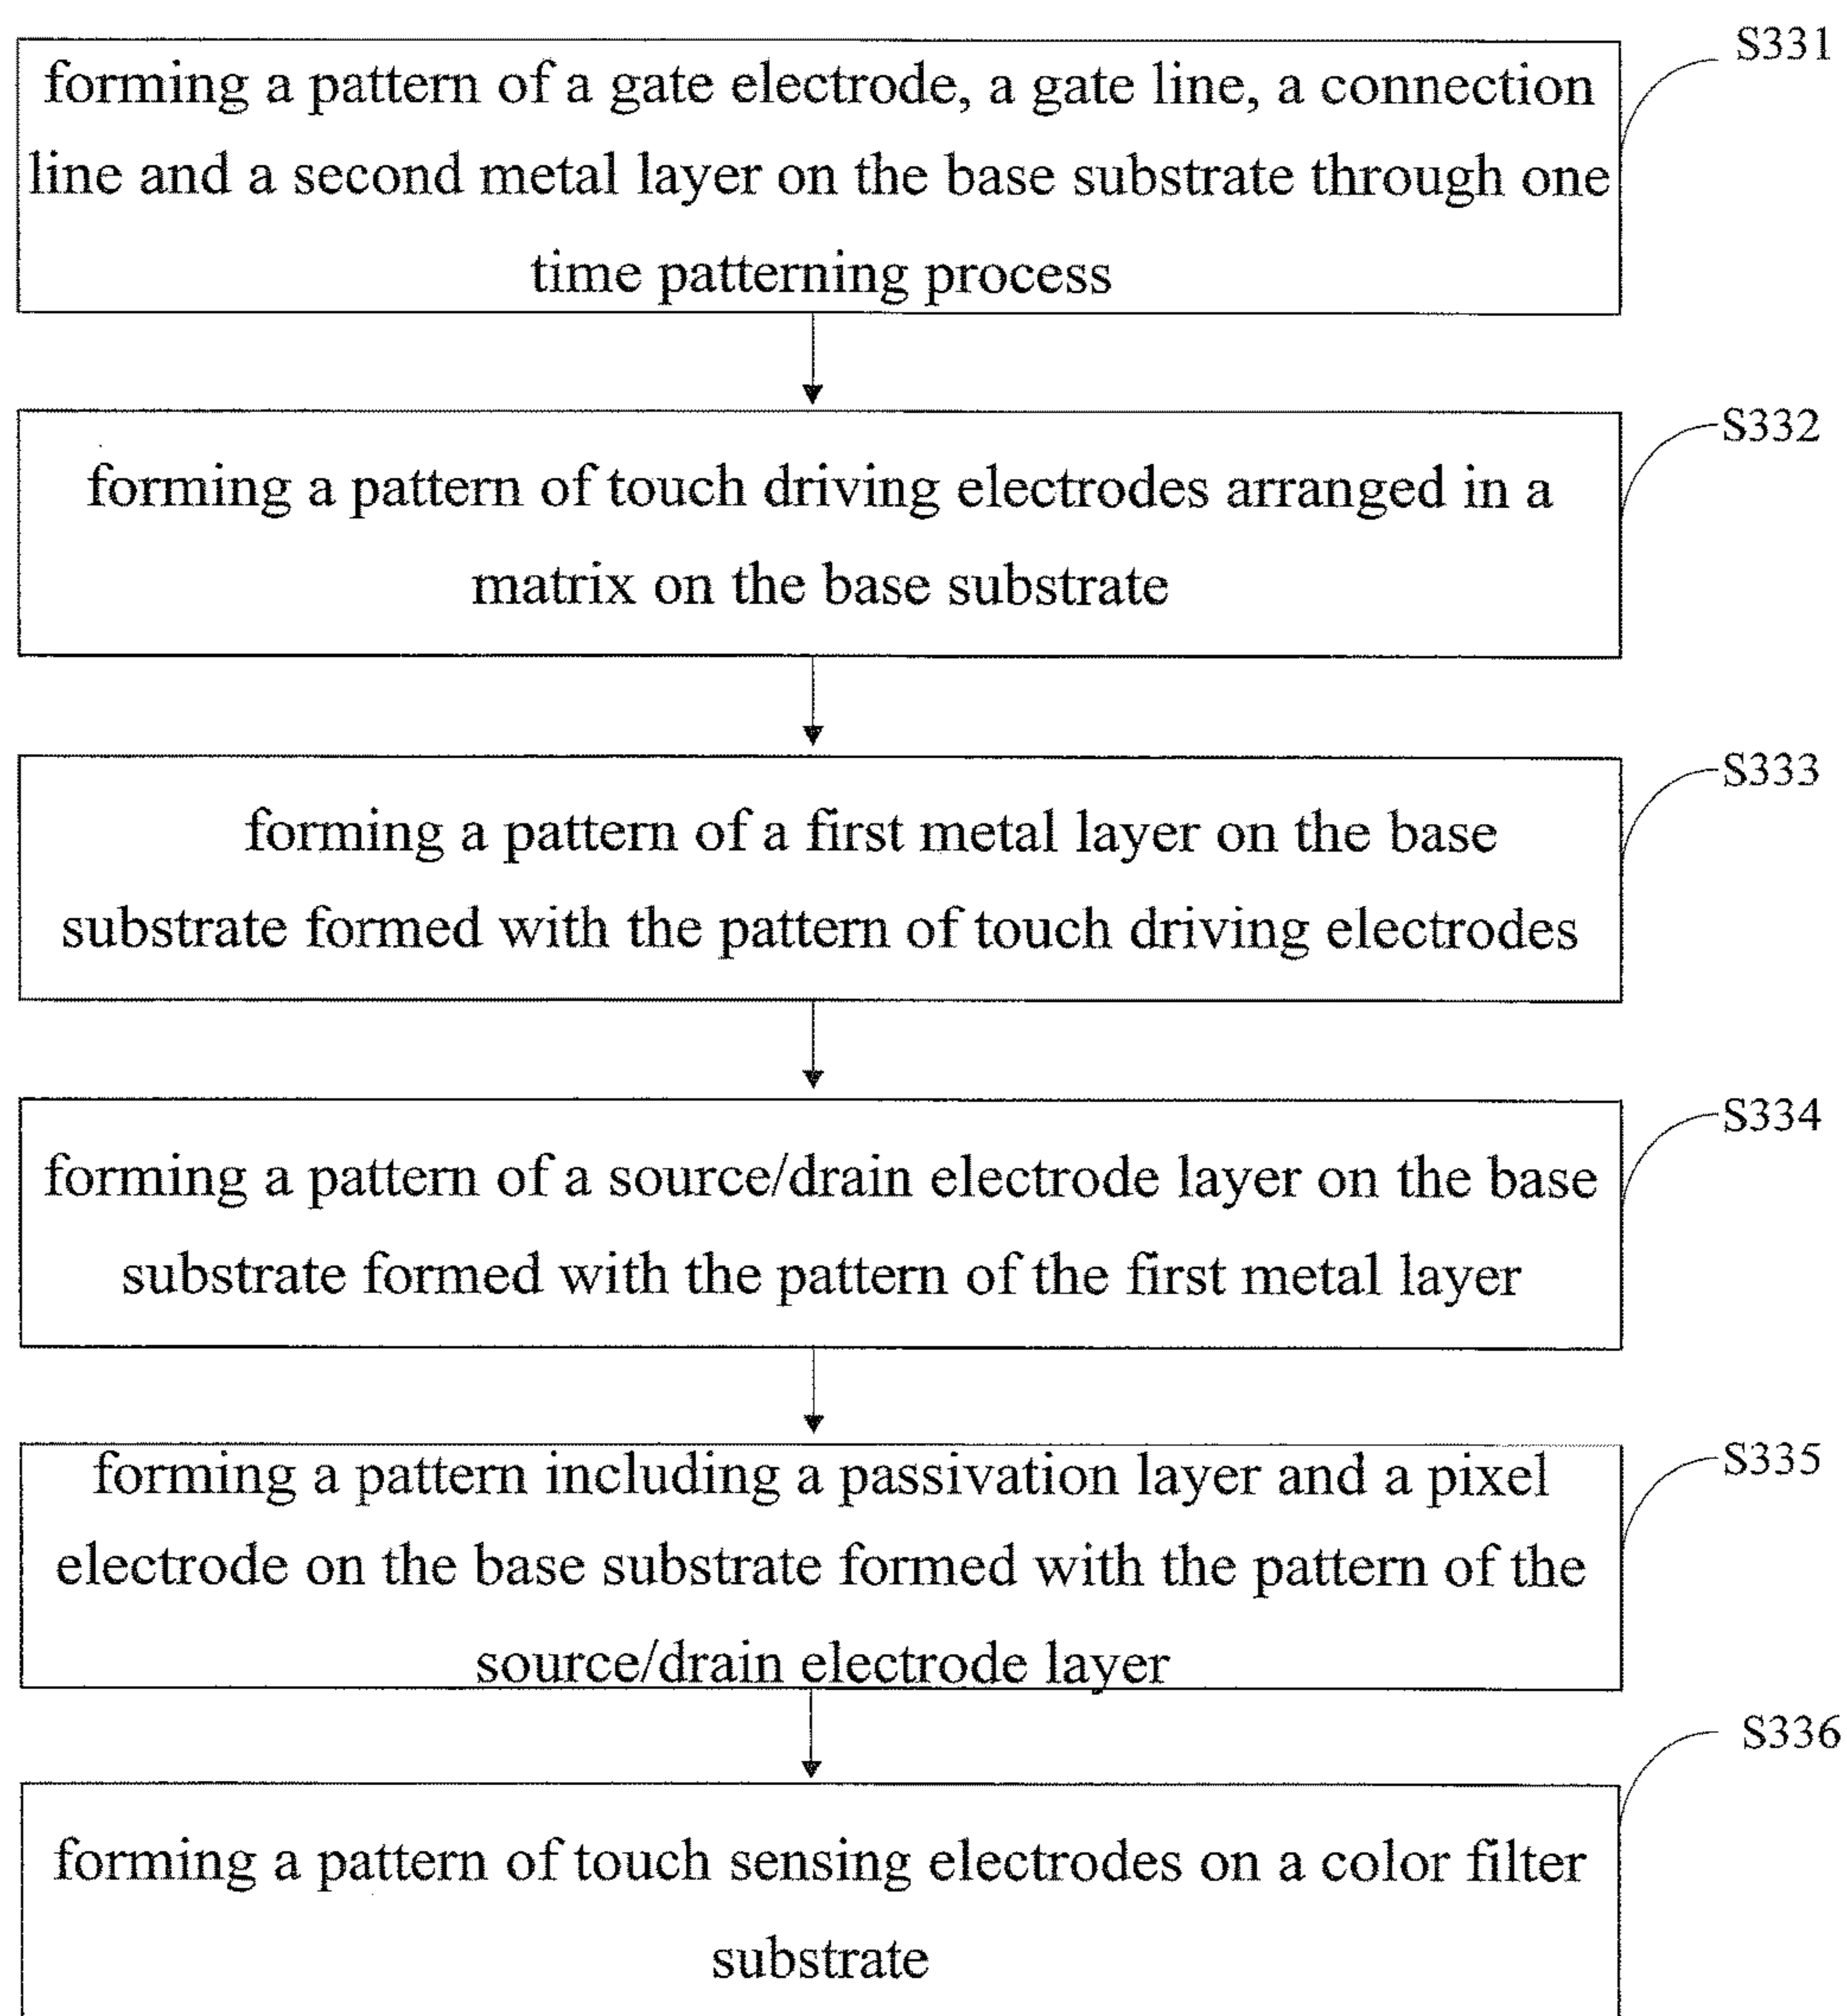 S331
forming a pattern of a gate electrode, a gate line, a connection
line and a second metal layer on the base substrate through one
time patterning process
S332
forming a pattern of touch driving electrodes arranged in a
matrix on the base substrate
S333
forming a pattern of a first metal layer on the base
substrate formed with the pattern of touch driving electrodes
S334
forming a pattern of a source/drain electrode layer on the base
substrate formed with the pattern of the first metal layer
S335
forming a pattern including a passivation layer and a pixel
electrode on the base substrate formed with the pattern of the
source/drain electrode layer
S336
forming a pattern of touch sensing electrodes on a color filter
substrate